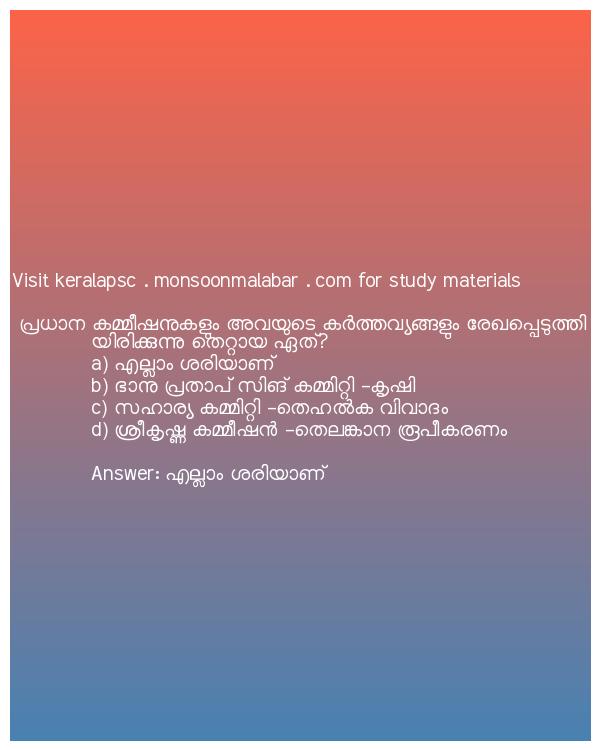 Visit keralapsc . monsoonmalabar . com for study materials
പ്രധാന കമ്മീഷനുകളും അവയുടെ കർത്തവ്യങ്ങളും രേഖപ്പെടുത്തി
യിരിക്കുന്നു തെറ്റായ ഏത്?
a) എല്ലാം ശരിയാണ്
b) ഭാനു പ്രതാപ് സിങ് കമ്മിറ്റി -കൃഷി
c) സഹാര്യ കമ്മിറ്റി -തെഹൽക വിവാദം
d) ശ്രീകൃഷ്ണ കമ്മീഷൻ -തെലങ്കാന രൂപീകരണം
Answer: എല്ലാം ശരിയാണ്